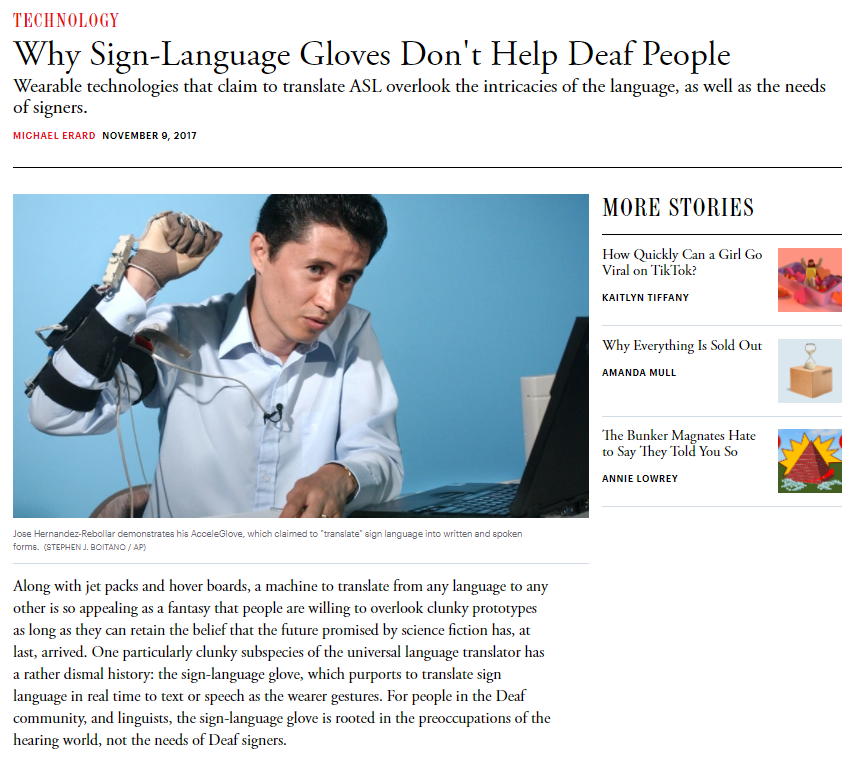 TECHNOLOGY
Why Sign-Language Gloves Don't Help Deaf People
Wearable technologies that claim to translate ASL overlook the intricacies of the language, as well as the needs
of signers.
MICHAEL ERARD NOVEMBER 9, 2017
Jose Hernandez-Rebollar demonstrates his AcceleGlove, which claimed to "translate" sign language into written and spoken
forms. (STEPHEN J. BOITANO / AP)
Along with jet packs and hover boards, a machine to translate from any language to any
other is so appealing as a fantasy that people are willing to overlook clunky prototypes
as long as they can retain the belief that the future promised by science fiction has, at
last, arrived. One particularly clunky subspecies of the universal language translator has
a rather dismal history: the sign-language glove, which purports to translate sign
language in real time to text or speech as the wearer gestures. For people in the Deaf
community, and linguists, the sign-language glove is rooted in the preoccupations of the
hearing world, not the needs of Deaf signers.
MORE STORIES
How Quickly Can a Girl Go
Viral on TikTok?
KAITLYN TIFFANY
Why Everything Is Sold Out
AMANDA MULL
The Bunker Magnates Hate
to Say They Told You So
ANNIE LOWREY